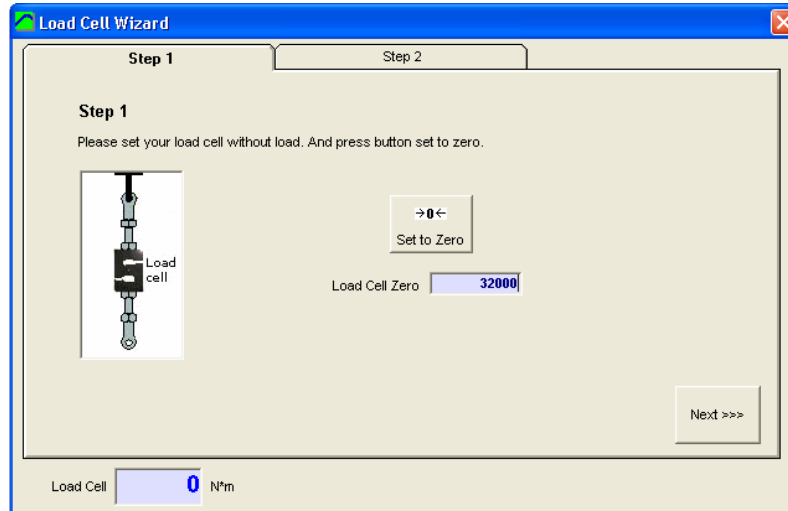 Load Cell Wizard
Step 1
Step 2
Step 1
Please set your load cell without load. And press button set to zero.
Load
cell
→0←
Set to Zero
Load Cell Zero 32000
Next >>>
Load Cell 0 N*m